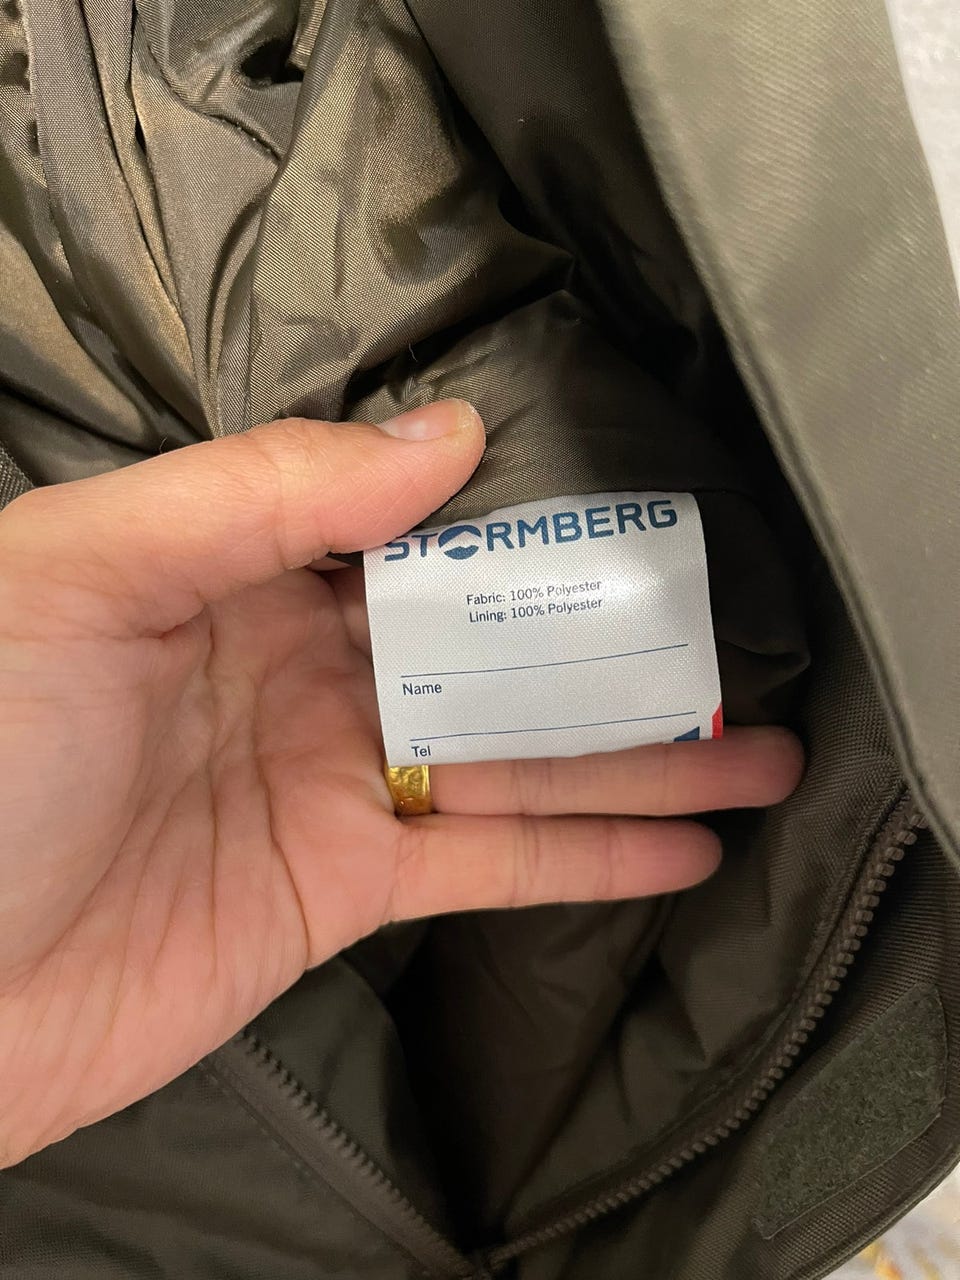 STORMBERG
Fabric: 100% Polyester
Lining: 100% Polyester
Name
Tel